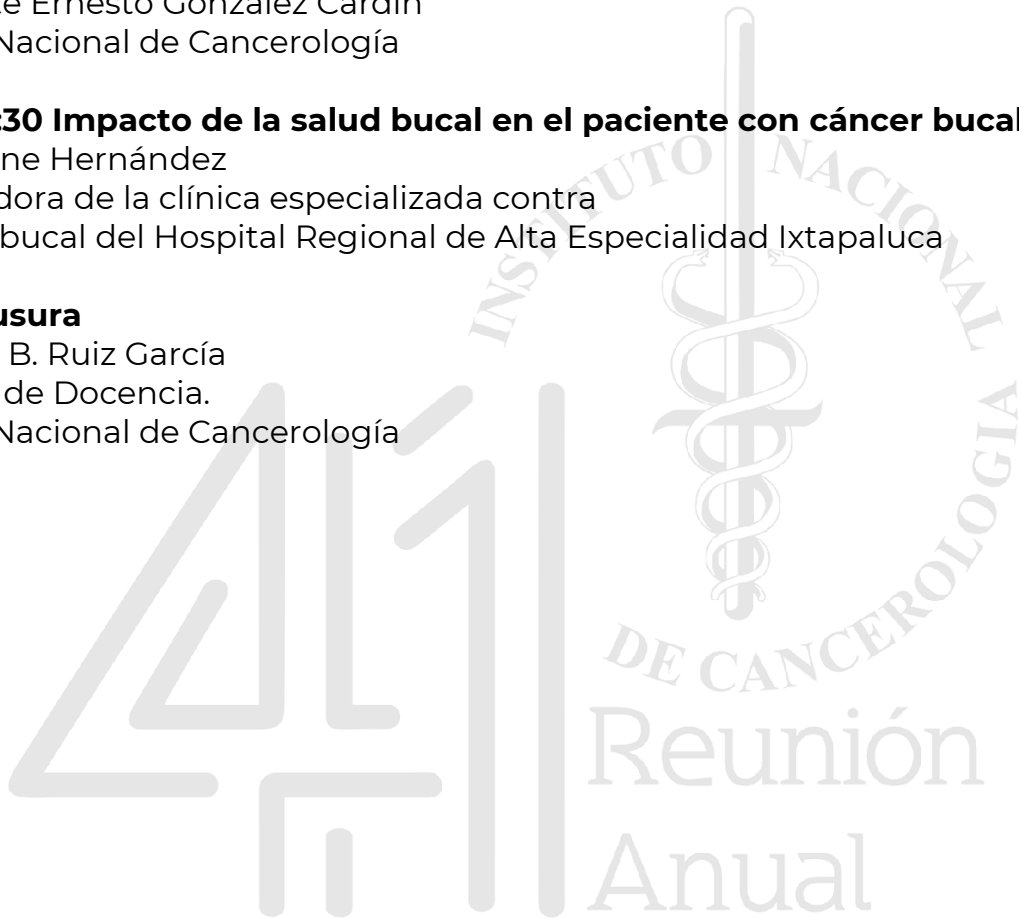 te Ernesto González Cardin
Nacional de Cancerología
:30 Impacto de la salud bucal en el paciente con cáncer bucal
ne Hernández
dora de la clínica especializada contra
bucal del Hospital Regional de Alta Especialidad Ixtapaluca
usura
B. Ruiz García
de Docencia.
Nacional de Cancerología
INSTITUTO NACIONAL
DE CANCEROLOGIA
41
Reunión
Anual